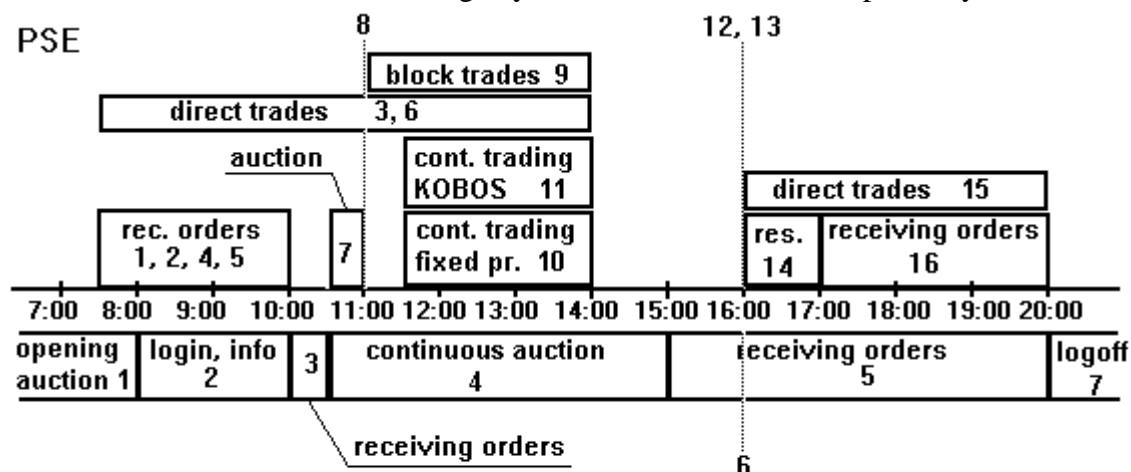 8
12, 13
PSE
block trades 9
direct trades 3, 6
auction
cont. trading
KOBOS 11
direct trades 15
rec. orders
1, 2, 4, 5
7
cont. trading
fixed pr. 10
res.
14
receiving orders
16
7:00 8:00 9:00 10:00 11:00 12:00 13:00 14:00 15:00 16:00 17:00 18:00 19:00 20:00
opening
auction 1
login, info
2
3
continuous auction
4
receiving orders
5
logoff
7
receiving orders
6